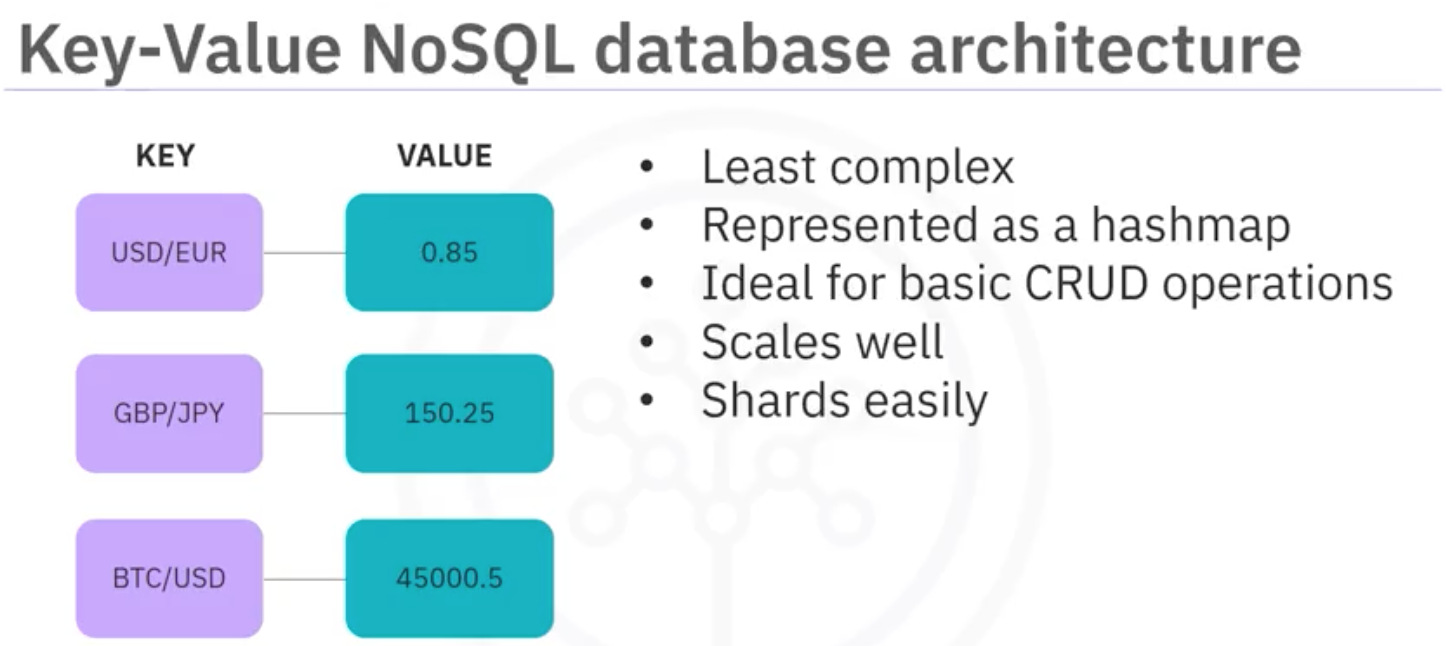 Key-Value NoSQL database architecture
KEY VALUE
USD/EUR 0.85
GBP/JPY 150.25
BTC/USD 45000.5
• Least complex
• Represented as a hashmap
• Ideal for basic CRUD operations
• Scales well
• Shards easily